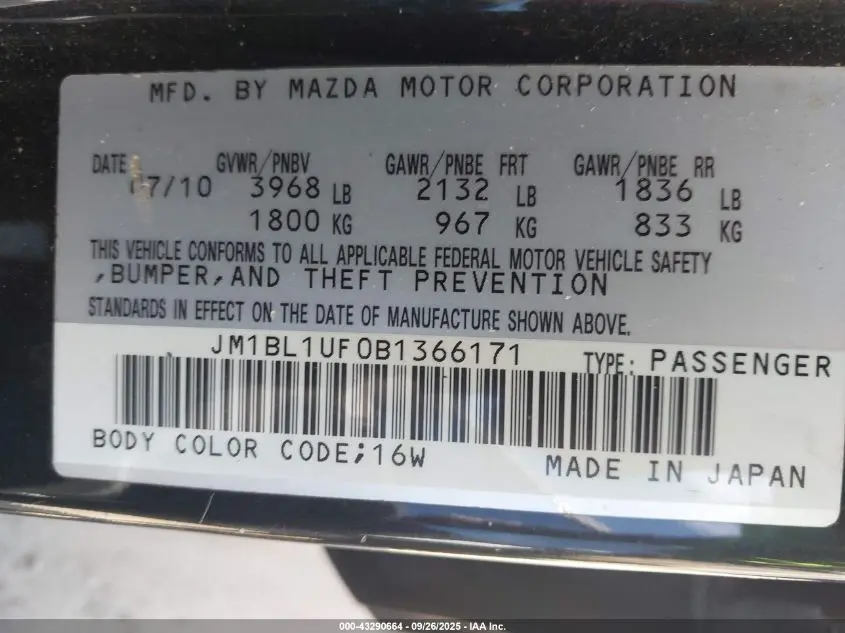 MFD. BY MAZDA MOTOR CORPORATION
DATE GVWR/PNBV GAWR/PNBE FRT GAWR/PNBE RR
07/10 3968 LB 2132 LB 1836 LB
1800 KG 967 KG 833 KG
THIS VEHICLE CONFORMS TO ALL APPLICABLE FEDERAL MOTOR VEHICLE SAFETY
,BUMPER,AND THEFT PREVENTION
STANDARDS IN EFFECT ON THE DATE OF MANUFACTURE SHOWN ABOVE.
JM1BL1UF0B1366171 TYPE: PASSENGER
BODY COLOR CODE;16W MADE IN JAPAN
000-43290664 - 09/26/2025 - IAA Inc.